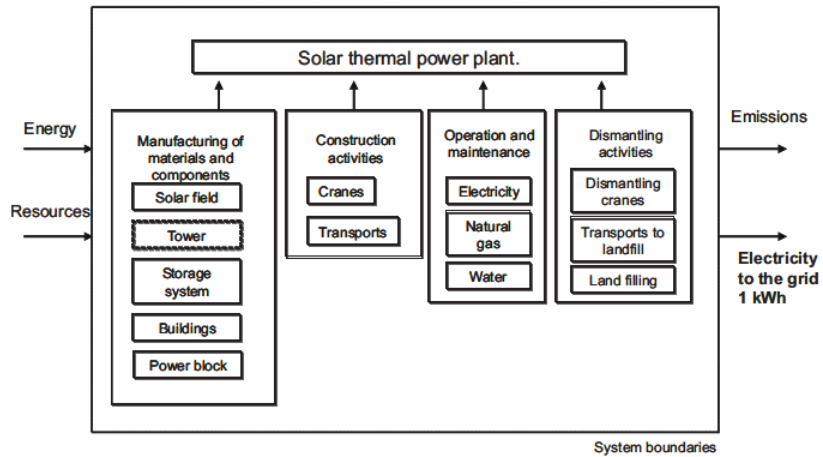 Solar thermal power plant.
Energy
Resources
Manufacturing of
materials and
components
Solar field
Tower
Storage
system
Buildings
Power block
Construction
activities
Cranes
Transports
Operation and
maintenance
Electricity
Natural
gas
Water
Dismantling
activities
Dismantling
cranes
Transports to
landfill
Land filling
Emissions
Electricity
to the grid
1 kWh
System boundaries